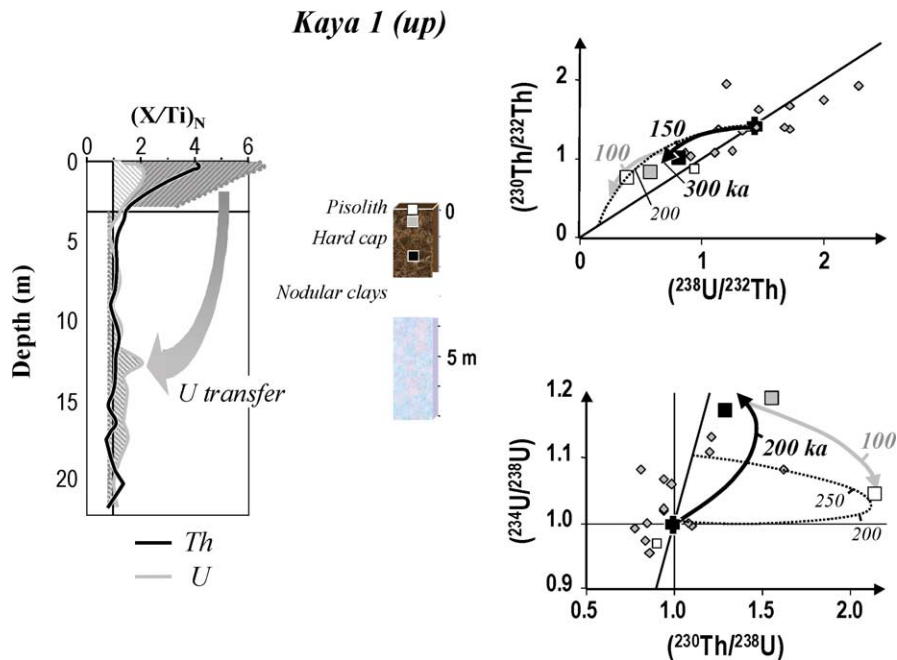 Kaya 1 (up)
(X/Ti)N
0 2 4 6
0
5
10
15
20
Depth (m)
U transfer
Th
U
Pisolith
Hard cap
Nodular clays
0
5 m
(230Th/232Th)
2
1
0
0 1 2
(238U/232Th)
100
150
300 ka
200
(234U/238U)
1.2
1.1
1.0
0.9
0.5 1.0 1.5 2.0
(230Th/238U)
200 ka
100
250
200